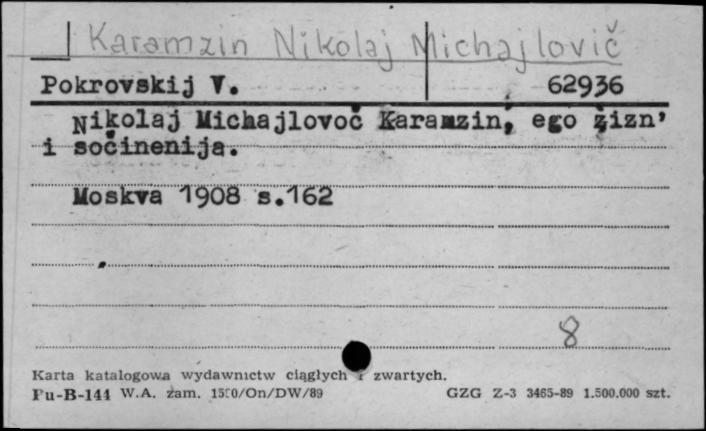 Karamzin Nikolaj Michajlovič
Pokrovskij V. 62936
Nikolaj Michajlovoč Karamzin, ego żizn'
i sočinenija.
Moskva 1908 s.162
8
Karta katalogowa wydawnictw ciągłych i zwartych.
Pu-B-144 W.A. zam. 1500/On/DW/89 GZG Z-3 3465-89 1.500.000 szt.